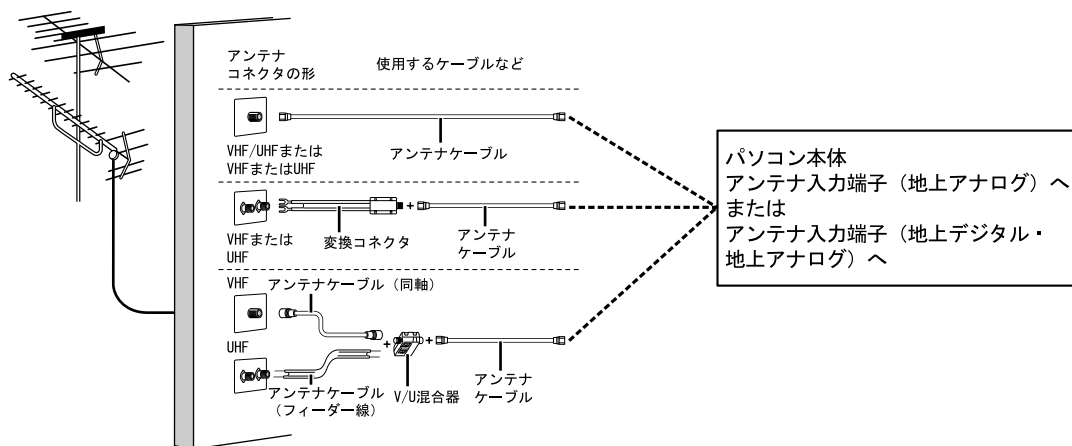 アンテナ
コネクタの形
使用するケーブルなど
VHF/UHFまたは
VHFまたはUHF
アンテナケーブル
VHFまたは
UHF
変換コネクタ
+
アンテナ
ケーブル
VHF
アンテナケーブル（同軸）
UHF
アンテナケーブル
（フィーダー線）
+
V/U混合器
+
アンテナ
ケーブル
パソコン本体
アンテナ入力端子（地上アナログ）へ
または
アンテナ入力端子（地上デジタル・
地上アナログ）へ